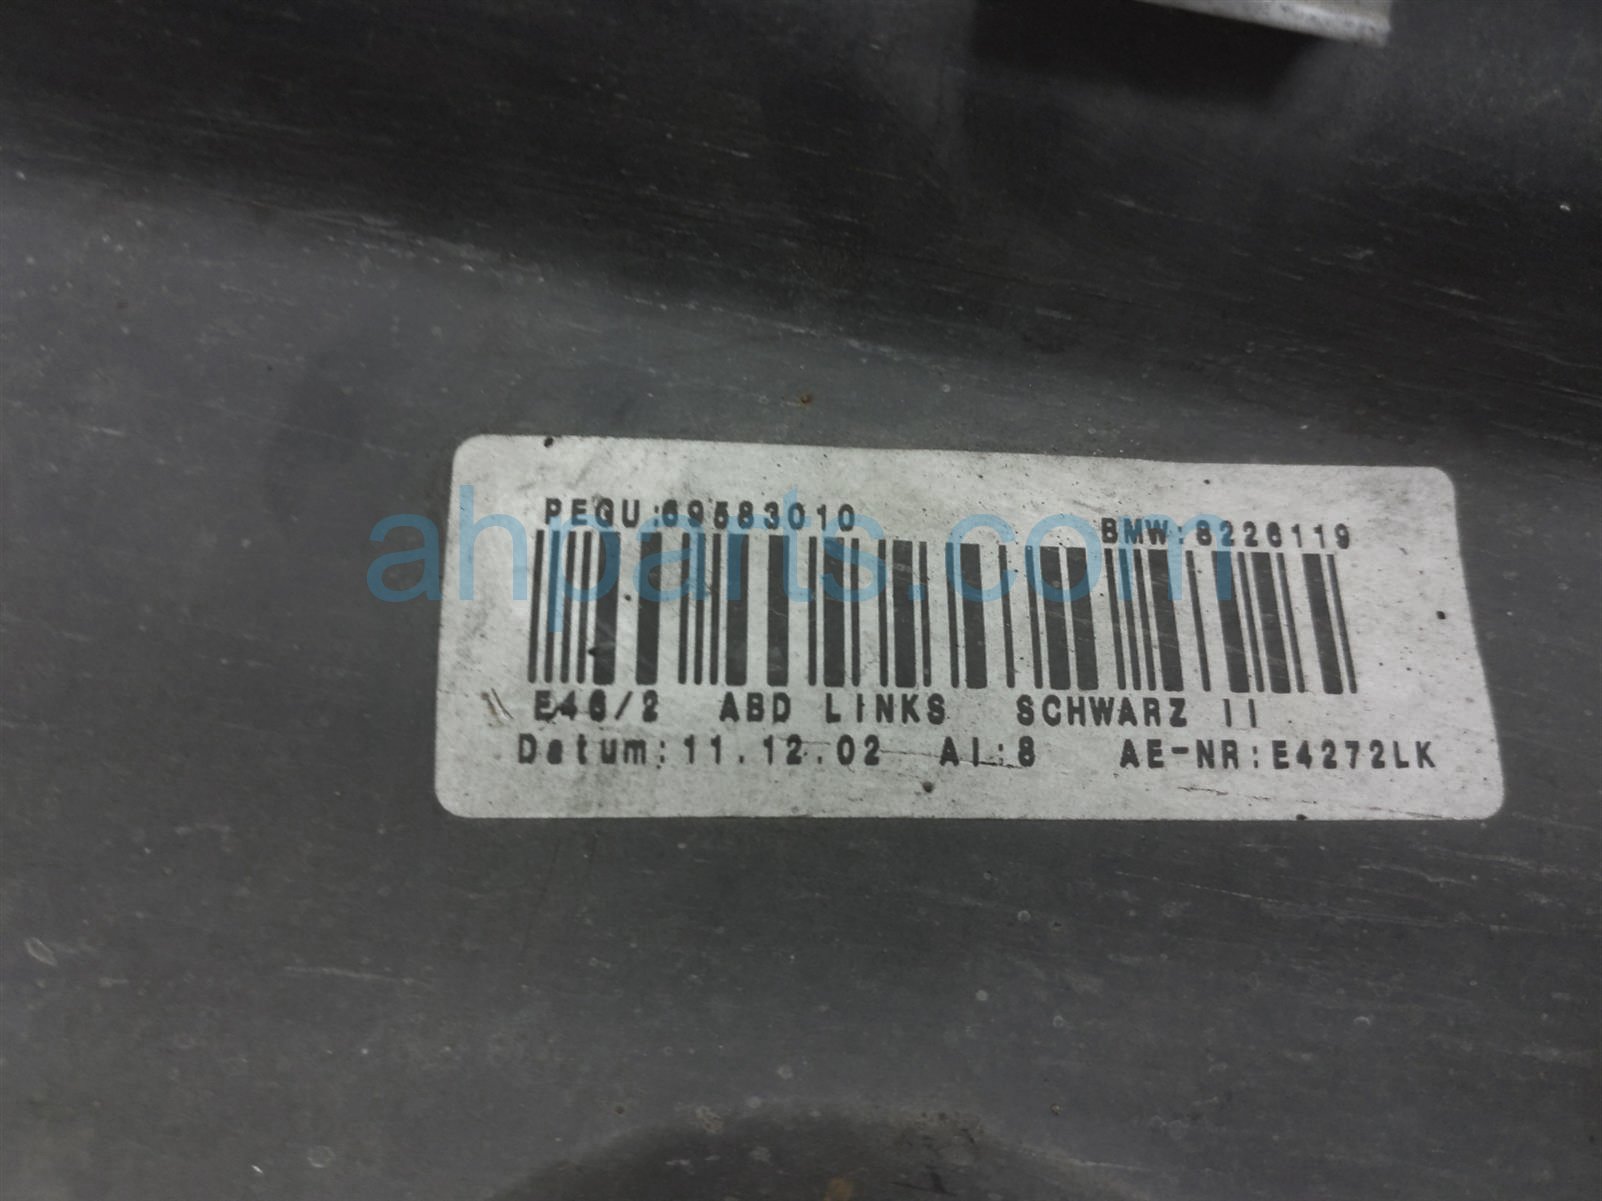 PEGU:69583010 BMW:8226119
E46/2 ABD LINKS SCHWARZ II
Datum:11.12.02 AI:8 AE-NR:E4272LK
ahparts.com